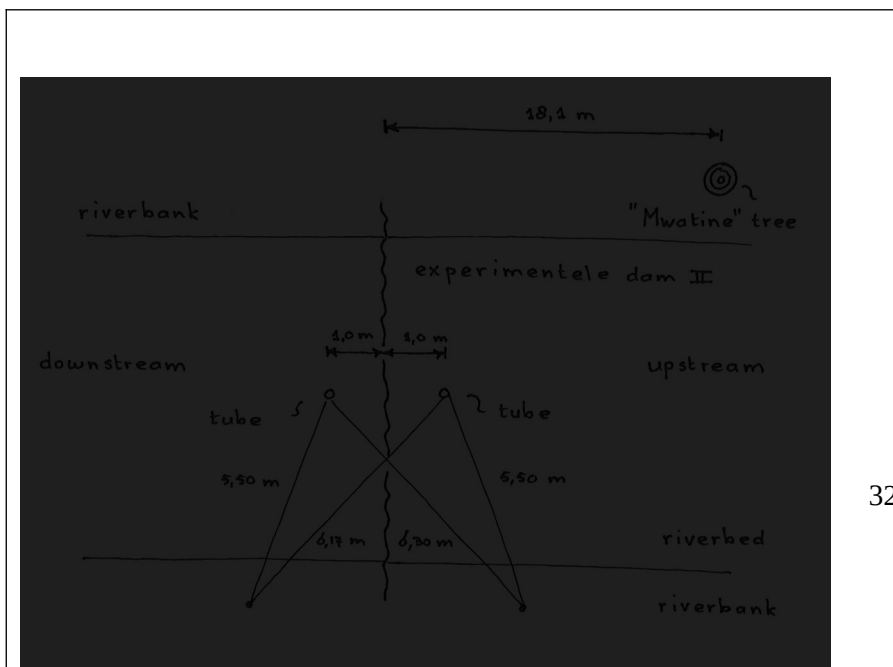 18,1 m
riverbank
"Mwatine" tree
experimentele dam II
1,0 m 1,0 m
downstream
upstream
tube
tube
5,50 m
5,50 m
32
6,17 m 6,30 m
riverbed
riverbank